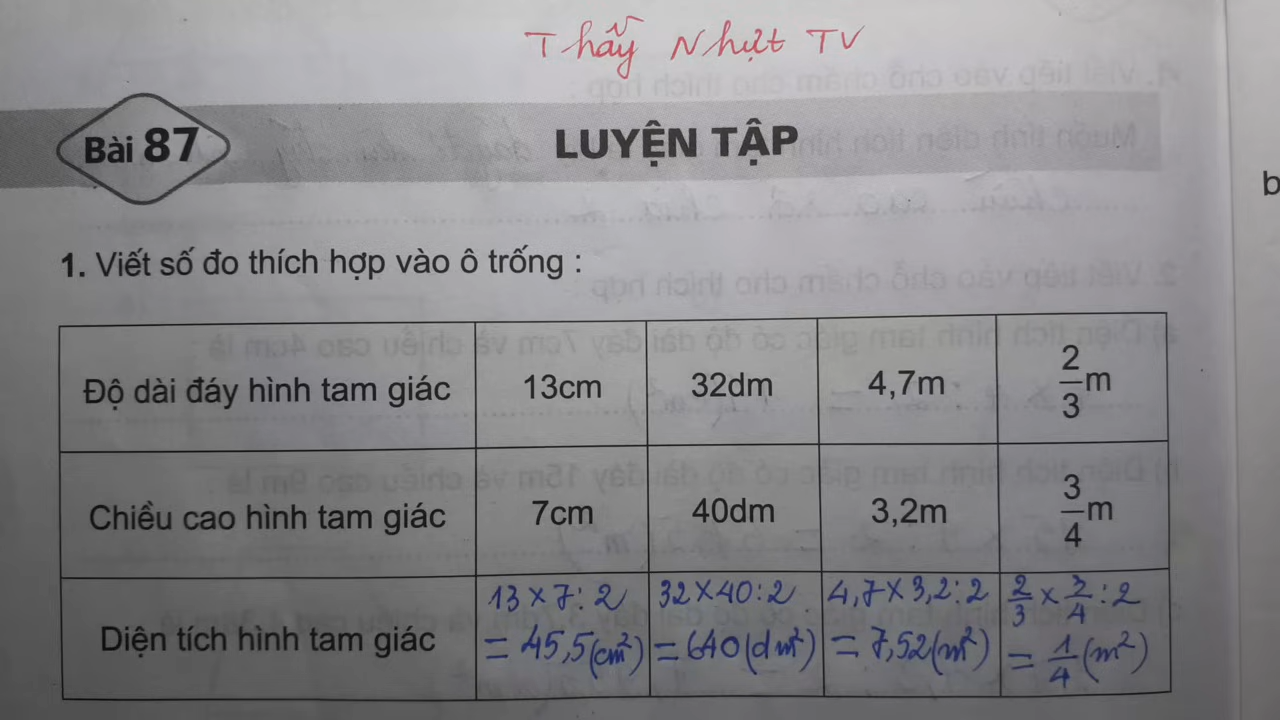 Thầy Nhựt TV
Bài 87
LUYỆN TẬP
b
1. Viết số đo thích hợp vào ô trống :
Độ dài đáy hình tam giác 13cm 32dm 4,7m 2/3 m
Chiều cao hình tam giác 7cm 40dm 3,2m 3/4 m
Diện tích hình tam giác 13 × 7 : 2 = 45,5 (cm²) 32 × 40 : 2 = 640 (dm²) 4,7 × 3,2 : 2 = 7,52 (m²) 2/3 × 3/4 : 2 = 1/4 (m²)